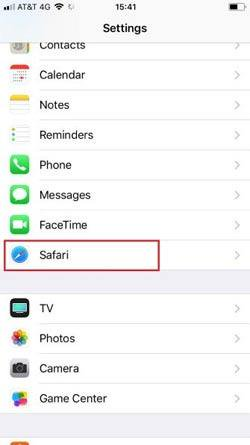 AT&T 4G 15:41
Settings
Contacts
Calendar
Notes
Reminders
Phone
Messages
FaceTime
Safari
TV
Photos
Camera
Game Center